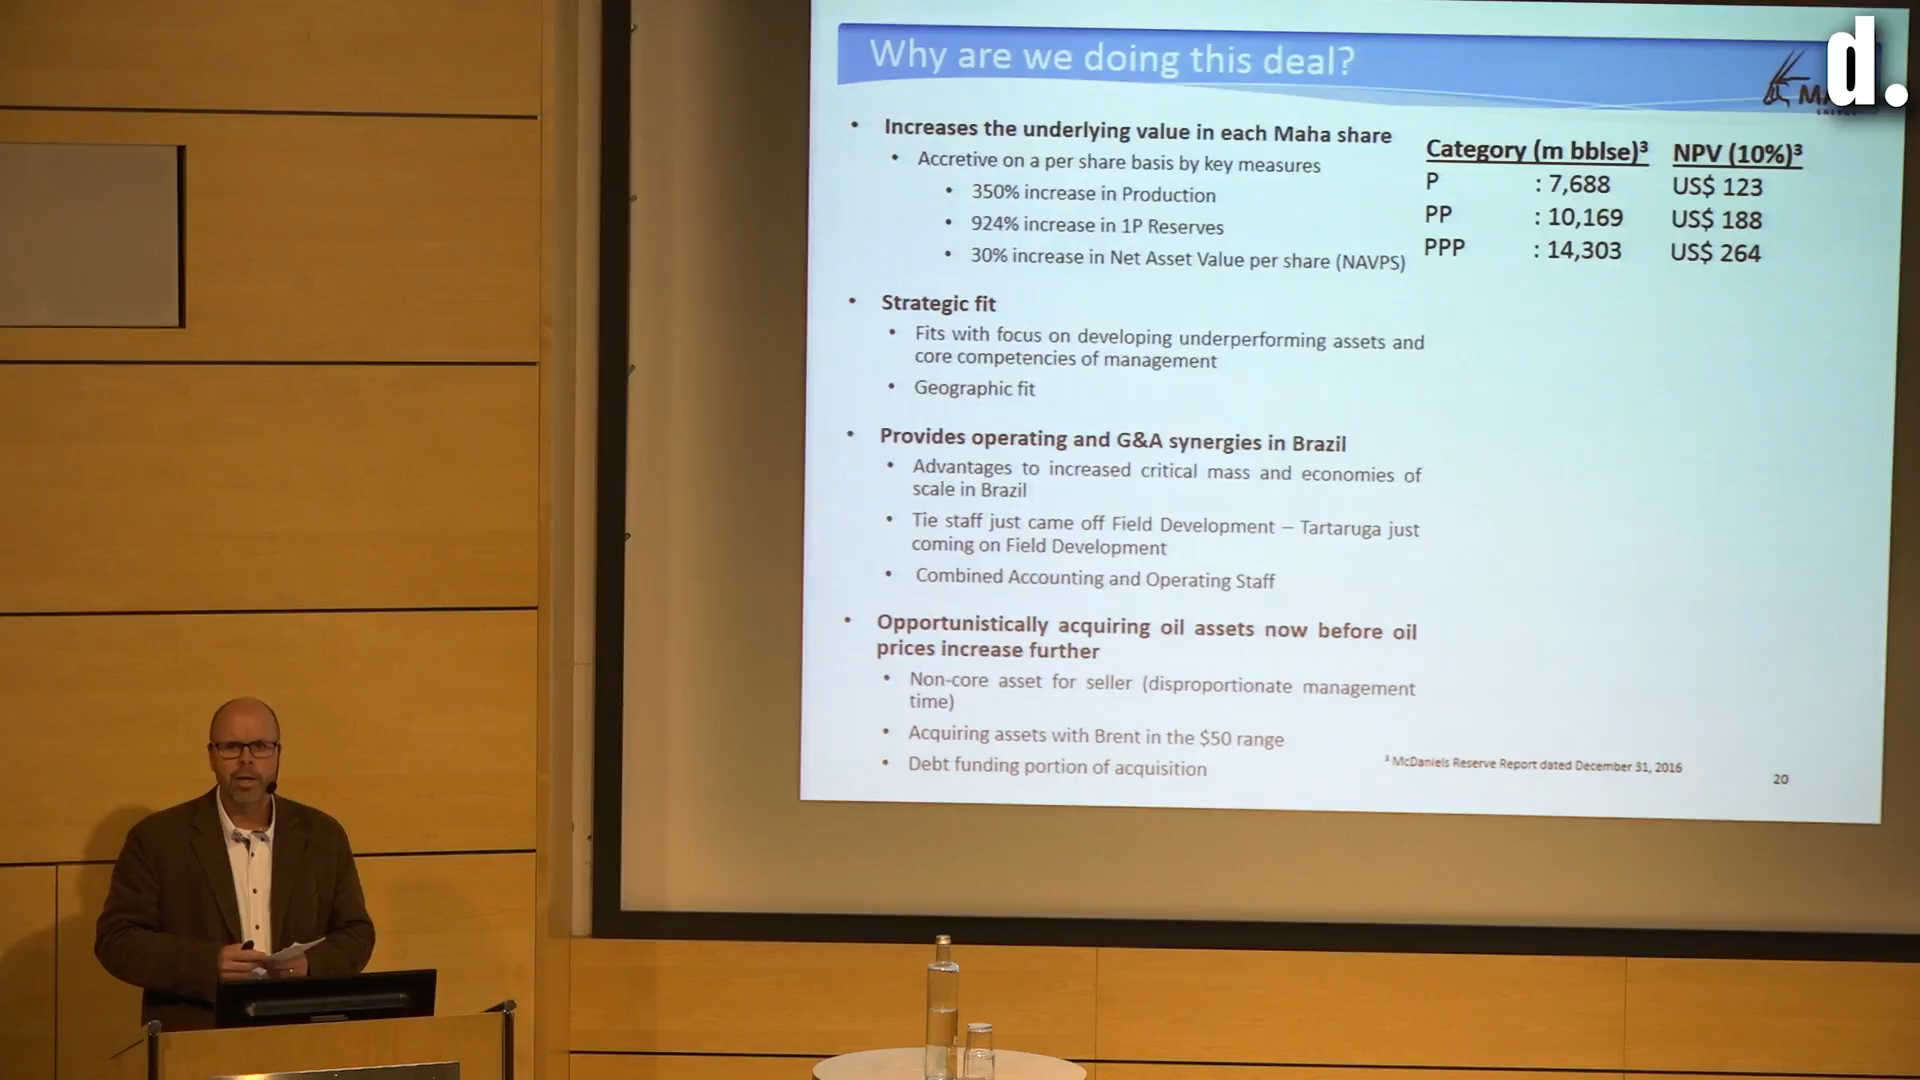 Why are we doing this deal?
d.
• Increases the underlying value in each Maha share
• Accretive on a per share basis by key measures
• 350% increase in Production
• 924% increase in 1P Reserves
• 30% increase in Net Asset Value per share (NAVPS)
Category (m bblse)³ NPV (10%)³
P : 7,688 US$ 123
PP : 10,169 US$ 188
PPP : 14,303 US$ 264
• Strategic fit
• Fits with focus on developing underperforming assets and
core competencies of management
• Geographic fit
• Provides operating and G&A synergies in Brazil
• Advantages to increased critical mass and economies of
scale in Brazil
• Tie staff just came off Field Development – Tartaruga just
coming on Field Development
• Combined Accounting and Operating Staff
• Opportunistically acquiring oil assets now before oil
prices increase further
• Non-core asset for seller (disproportionate management
time)
• Acquiring assets with Brent in the $50 range
• Debt funding portion of acquisition
³ McDaniels Reserve Report dated December 31, 2016
20